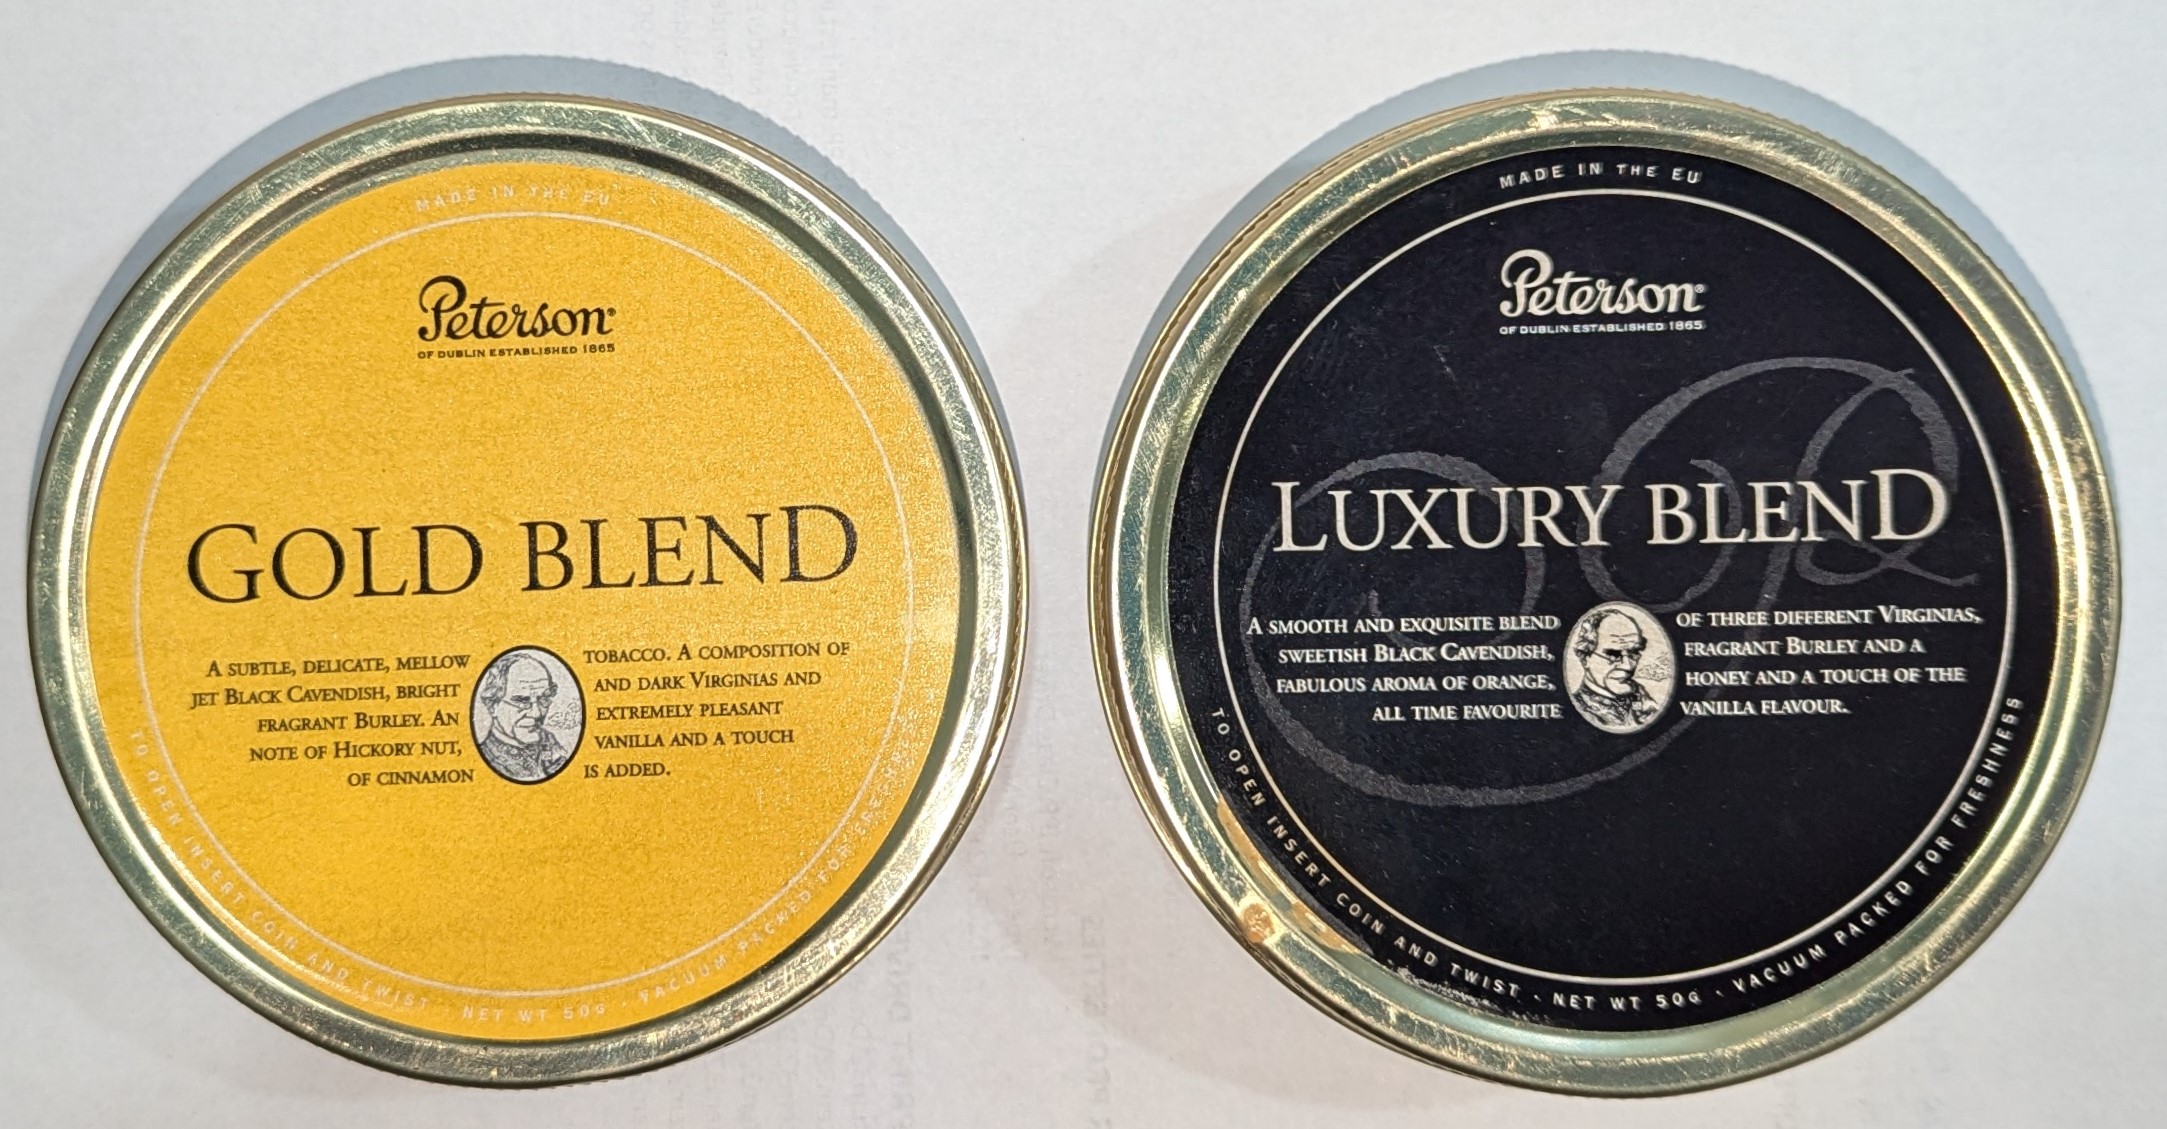 MADE IN THE EU
Peterson®
OF DUBLIN ESTABLISHED 1865
GOLD BLEND
A SUBTLE, DELICATE, MELLOW TOBACCO. A COMPOSITION OF
JET BLACK CAVENDISH, BRIGHT AND DARK VIRGINIAS AND
FRAGRANT BURLEY. AN EXTREMELY PLEASANT
NOTE OF HICKORY NUT, VANILLA AND A TOUCH
OF CINNAMON IS ADDED.
TO OPEN INSERT COIN AND TWIST · NET WT 50G · VACUUM PACKED FOR FRESHNESS
MADE IN THE EU
Peterson®
OF DUBLIN ESTABLISHED 1865
LUXURY BLEND
A SMOOTH AND EXQUISITE BLEND OF THREE DIFFERENT VIRGINIAS,
SWEETISH BLACK CAVENDISH, FRAGRANT BURLEY AND A
FABULOUS AROMA OF ORANGE, HONEY AND A TOUCH OF THE
ALL TIME FAVOURITE VANILLA FLAVOUR.
TO OPEN INSERT COIN AND TWIST · NET WT 50G · VACUUM PACKED FOR FRESHNESS